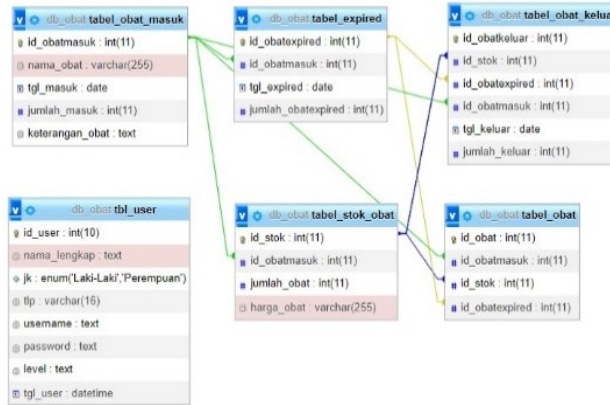 db_obat tabel_obat_masuk
id_obatmasuk : int(11)
nama_obat : varchar(255)
tgl_masuk : date
jumlah_masuk : int(11)
keterangan_obat : text
db_obat tabel_expired
id_obatexpired : int(11)
id_obatmasuk : int(11)
tgl_expired : date
jumlah_obatexpired : int(11)
db_obat tabel_obat_keluar
id_obatkeluar : int(11)
id_stok : int(11)
id_obatexpired : int(11)
id_obatmasuk : int(11)
tgl_keluar : date
jumlah_keluar : int(11)
db_obat tbl_user
id_user : int(10)
nama_lengkap : text
jk : enum('Laki-Laki','Perempuan')
tlp : varchar(16)
username : text
password : text
level : text
tgl_user : datetime
db_obat tabel_stok_obat
id_stok : int(11)
id_obatmasuk : int(11)
jumlah_obat : int(11)
harga_obat : varchar(255)
db_obat tabel_obat
id_obat : int(11)
id_obatmasuk : int(11)
id_stok : int(11)
id_obatexpired : int(11)